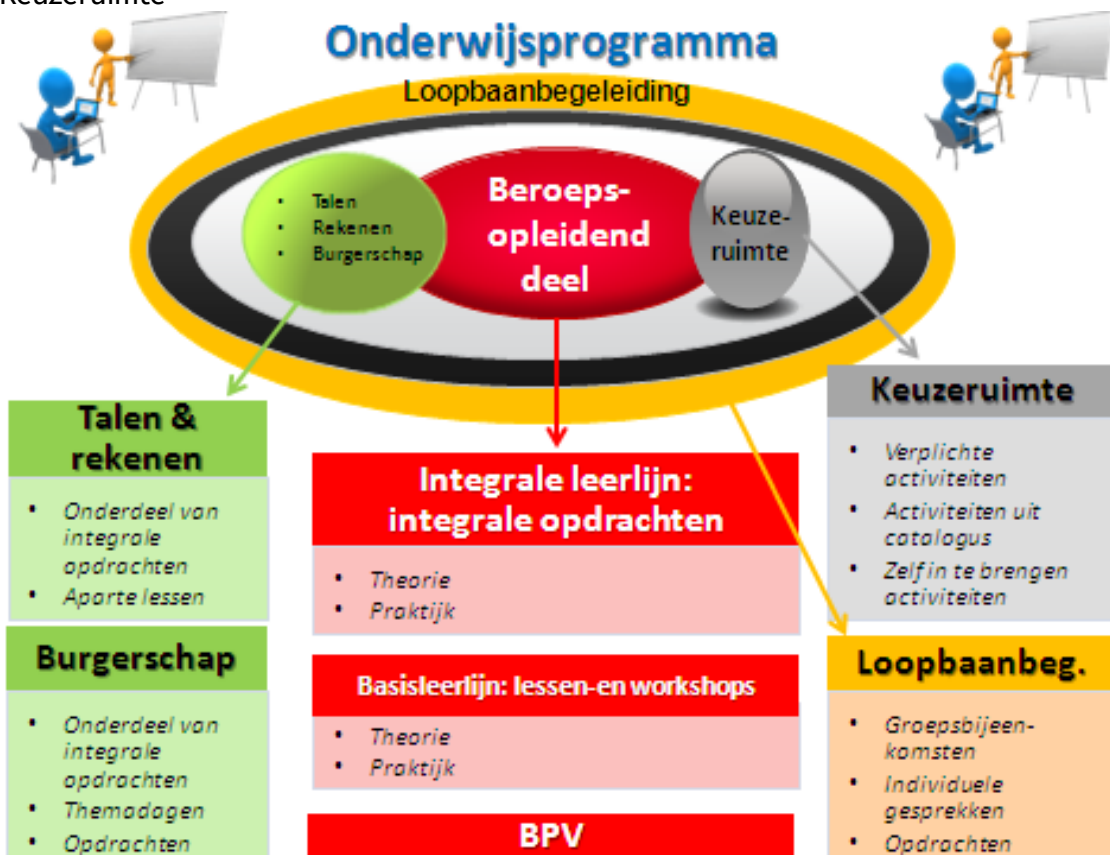 Keuzeruimte
Onderwijsprogramma
Loopbaanbegeleiding
• Talen
• Rekenen
• Burgerschap
Beroeps-
opleidend
deel
Keuze-
ruimte
Talen &
rekenen
• Onderdeel van
integrale
opdrachten
• Aparte lessen
Burgerschap
• Onderdeel van
integrale
opdrachten
• Themadagen
• Opdrachten
Integrale leerlijn:
integrale opdrachten
• Theorie
• Praktijk
Basisleerlijn: lessen-en workshops
• Theorie
• Praktijk
BPV
Keuzeruimte
• Verplichte
activiteiten
• Activiteiten uit
catalogus
• Zelf in te brengen
activiteiten
Loopbaanbeg.
• Groepsbijeen-
komsten
• Individuele
gesprekken
• Opdrachten